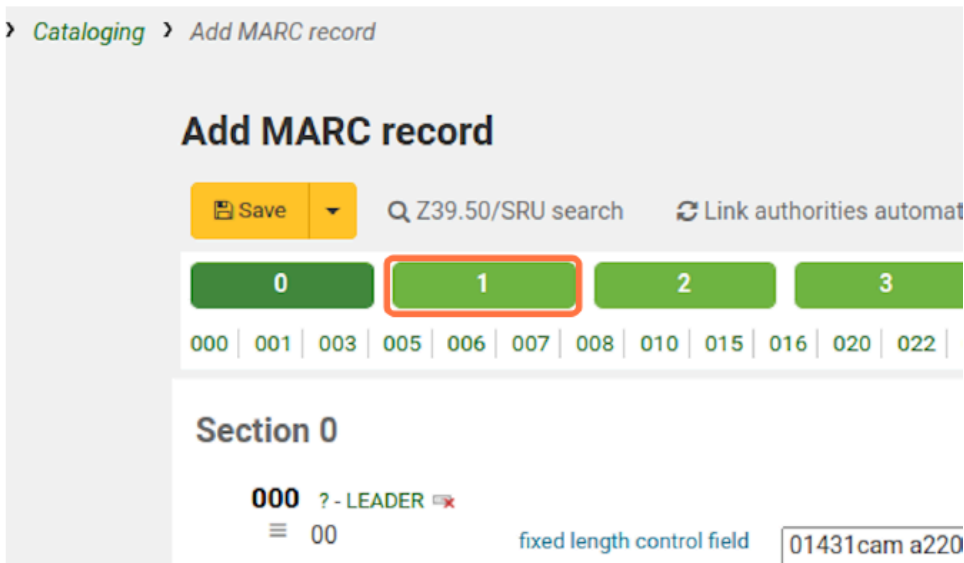 › Cataloging › Add MARC record
Add MARC record
Save Z39.50/SRU search Link authorities automat
0 1 2 3
000 001 003 005 006 007 008 010 015 016 020 022
Section 0
000 ? - LEADER
00 fixed length control field 01431cam a220